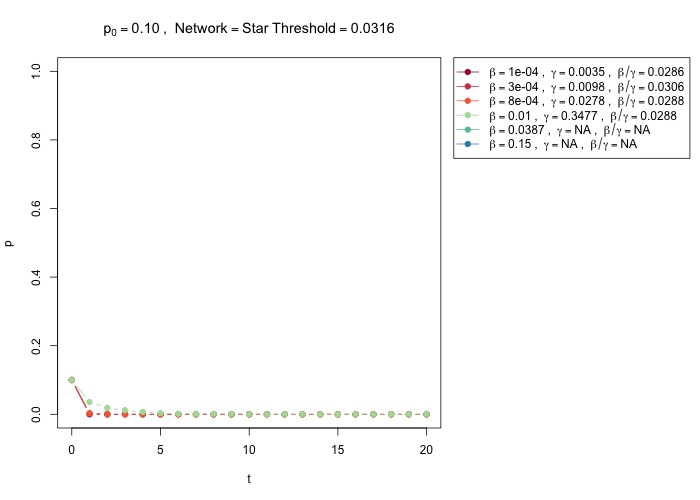 p₀ = 0.10 , Network = Star Threshold = 0.0316
β = 1e-04 , γ = 0.0035 , β/γ = 0.0286
β = 3e-04 , γ = 0.0098 , β/γ = 0.0306
β = 8e-04 , γ = 0.0278 , β/γ = 0.0288
β = 0.01 , γ = 0.3477 , β/γ = 0.0288
β = 0.0387 , γ = NA , β/γ = NA
β = 0.15 , γ = NA , β/γ = NA
1.0
0.8
0.6
p
0.4
0.2
0.0
0 5 10 15 20
t